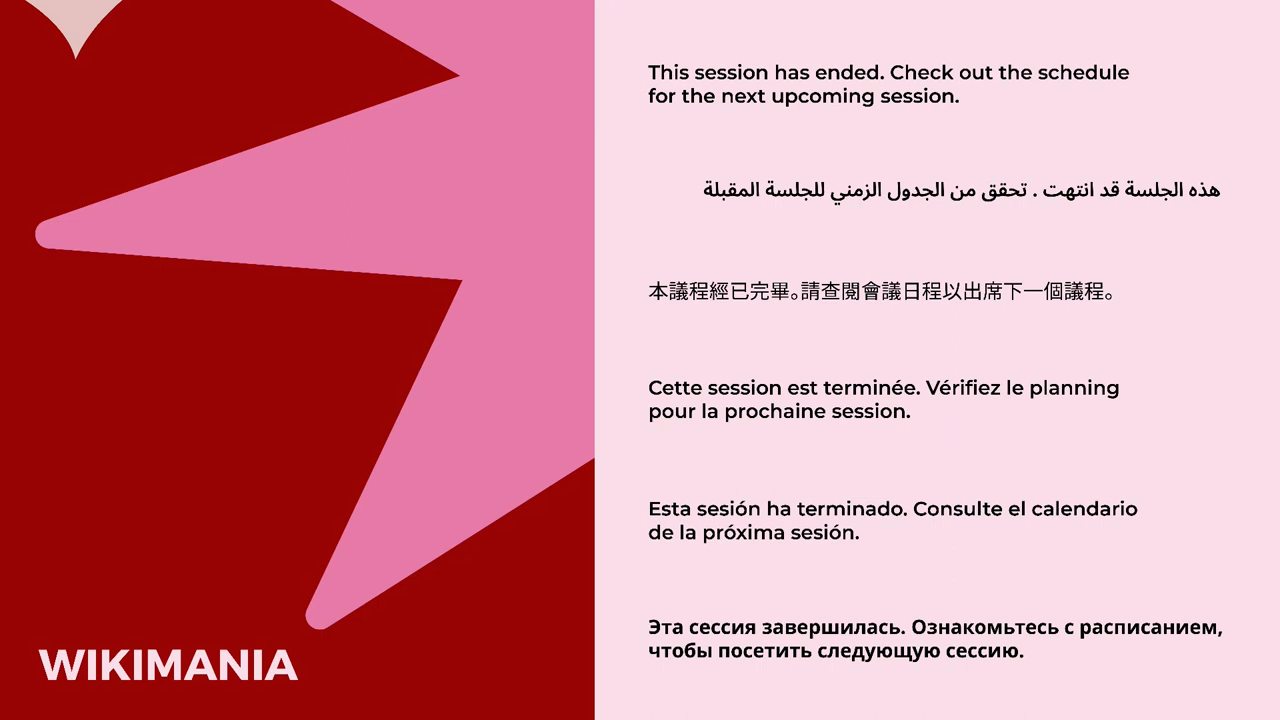 This session has ended. Check out the schedule
for the next upcoming session.
هذه الجلسة قد انتهت . تحقق من الجدول الزمني للجلسة المقبلة
本議程經已完畢。請查閱會議日程以出席下一個議程。
Cette session est terminée. Vérifiez le planning
pour la prochaine session.
Esta sesión ha terminado. Consulte el calendario
de la próxima sesión.
Эта сессия завершилась. Ознакомьтесь с расписанием,
чтобы посетить следующую сессию.
WIKIMANIA